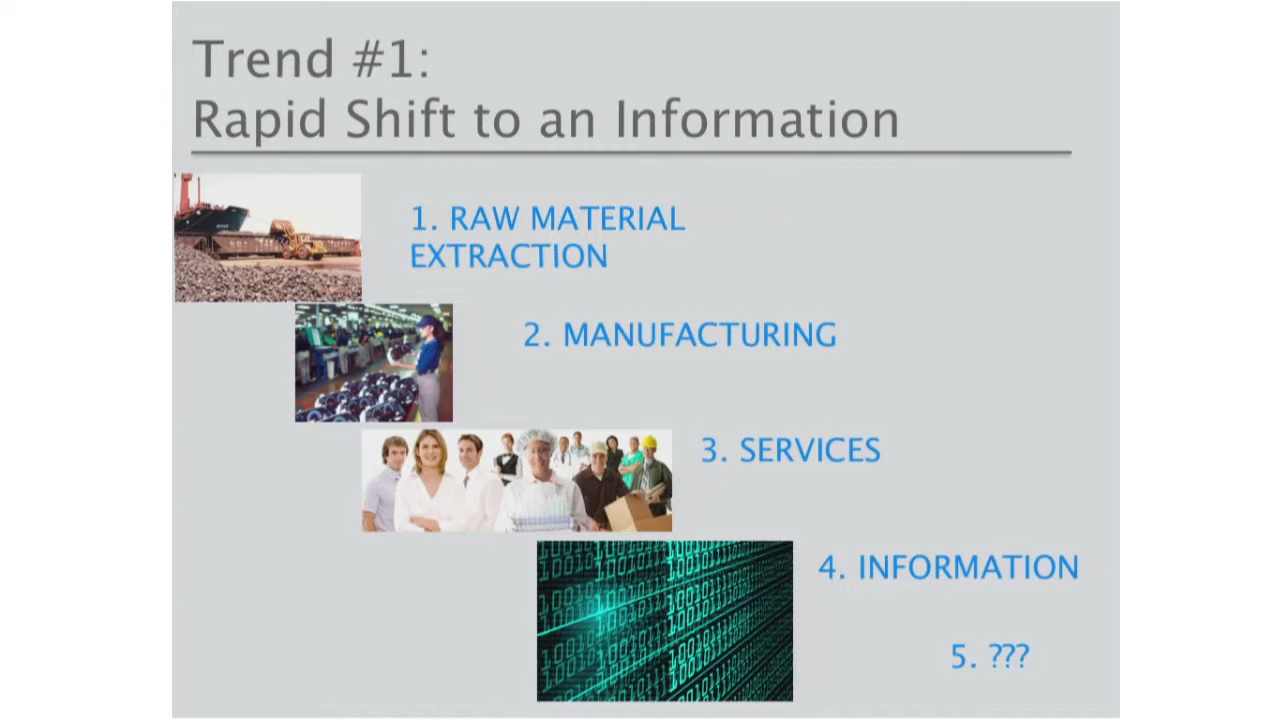 Trend #1:
Rapid Shift to an Information
1. RAW MATERIAL
EXTRACTION
2. MANUFACTURING
3. SERVICES
4. INFORMATION
5. ???